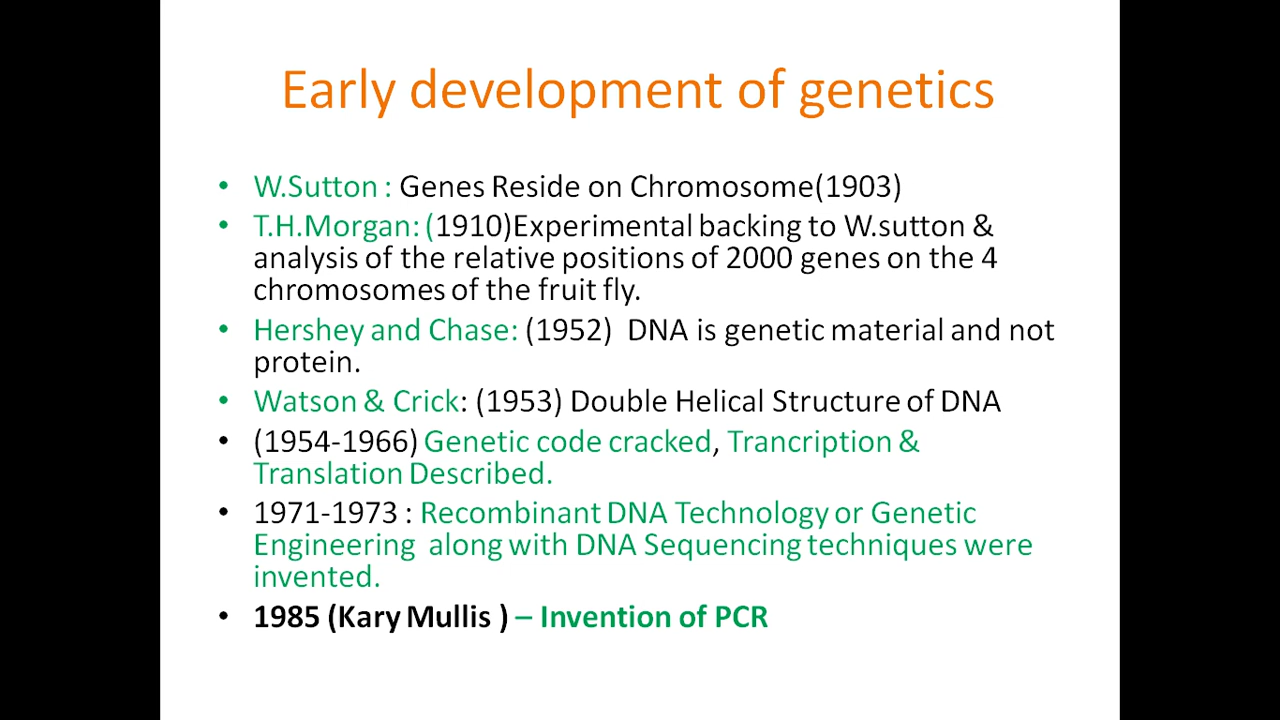 Early development of genetics
• W.Sutton : Genes Reside on Chromosome(1903)
• T.H.Morgan: (1910)Experimental backing to W.sutton &
analysis of the relative positions of 2000 genes on the 4
chromosomes of the fruit fly.
• Hershey and Chase: (1952) DNA is genetic material and not
protein.
• Watson & Crick: (1953) Double Helical Structure of DNA
• (1954-1966) Genetic code cracked, Trancription &
Translation Described.
• 1971-1973 : Recombinant DNA Technology or Genetic
Engineering along with DNA Sequencing techniques were
invented.
• 1985 (Kary Mullis ) – Invention of PCR